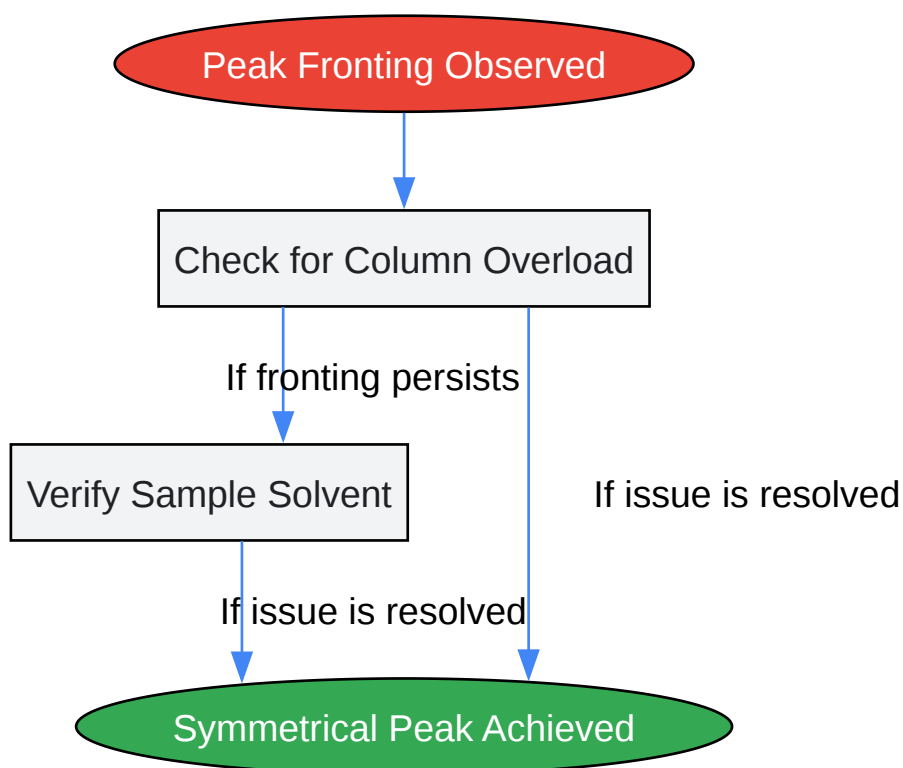 Peak Fronting Observed
Check for Column Overload
If fronting persists
Verify Sample Solvent
If issue is resolved
If issue is resolved
Symmetrical Peak Achieved